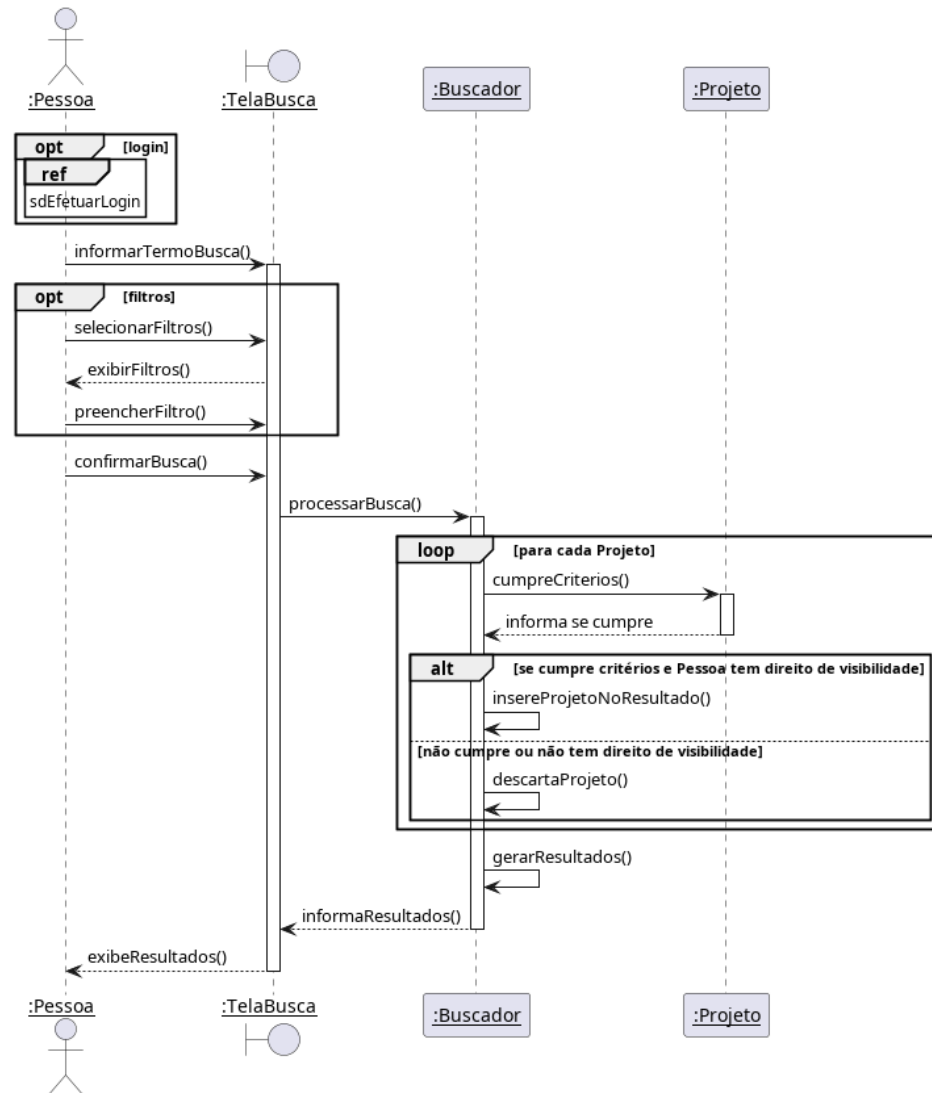 :Pessoa
:TelaBusca
:Buscador
:Projeto
opt
[login]
ref
sdEfetuarLogin
informarTermoBusca()
opt
[filtros]
selecionarFiltros()
exibirFiltros()
preencherFiltro()
confirmarBusca()
processarBusca()
loop
[para cada Projeto]
cumpreCriterios()
informa se cumpre
alt
[se cumpre critérios e Pessoa tem direito de visibilidade]
insereProjetoNoResultado()
[não cumpre ou não tem direito de visibilidade]
descartaProjeto()
gerarResultados()
informaResultados()
exibeResultados()
:Pessoa
:TelaBusca
:Buscador
:Projeto